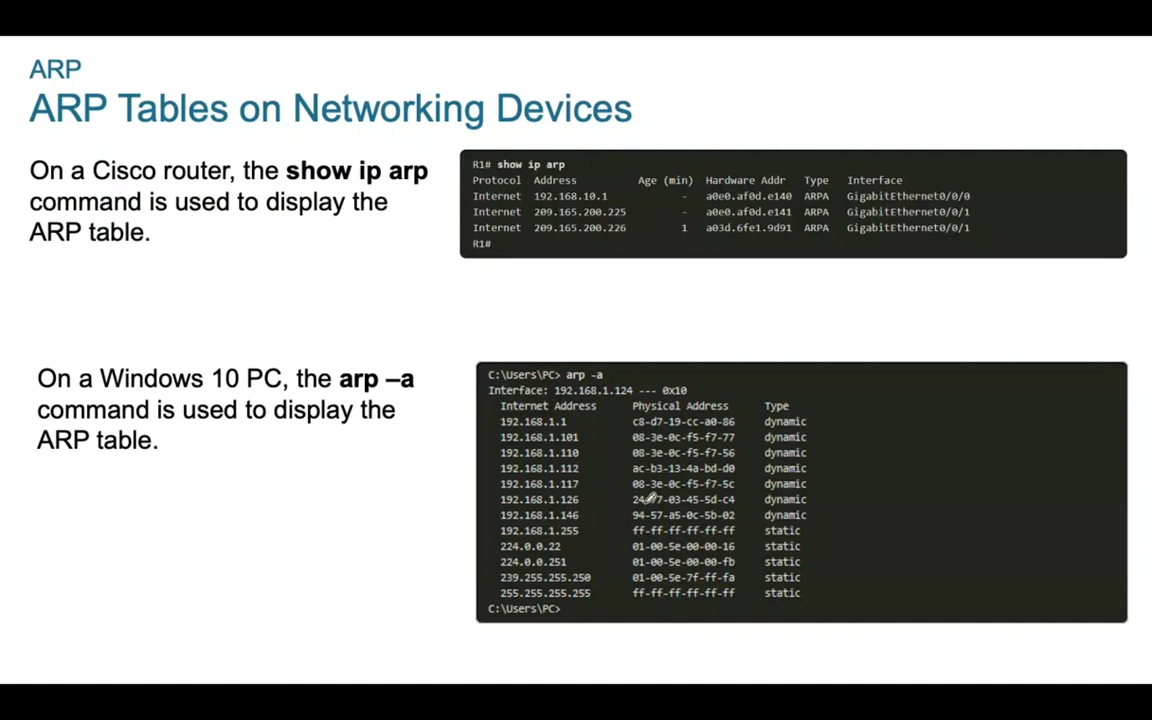 ARP
ARP Tables on Networking Devices
On a Cisco router, the show ip arp
command is used to display the
ARP table.
R1# show ip arp
Protocol Address Age (min) Hardware Addr Type Interface
Internet 192.168.10.1 - a0e0.af0d.e140 ARPA GigabitEthernet0/0/0
Internet 209.165.200.225 - a0e0.af0d.e141 ARPA GigabitEthernet0/0/1
Internet 209.165.200.226 1 a03d.6fe1.9d91 ARPA GigabitEthernet0/0/1
R1#
On a Windows 10 PC, the arp –a
command is used to display the
ARP table.
C:\Users\PC> arp -a
Interface: 192.168.1.124 --- 0x10
Internet Address Physical Address Type
192.168.1.1 c8-d7-19-cc-a0-86 dynamic
192.168.1.101 08-3e-0c-f5-f7-77 dynamic
192.168.1.110 08-3e-0c-f5-f7-56 dynamic
192.168.1.112 ac-b3-13-4a-bd-d0 dynamic
192.168.1.117 08-3e-0c-f5-f7-5c dynamic
192.168.1.126 dynamic
192.168.1.146 94-57-a5-0c-5b-02 dynamic
192.168.1.255 ff-ff-ff-ff-ff-ff static
224.0.0.22 01-00-5e-00-00-16 static
224.0.0.251 01-00-5e-00-00-fb static
239.255.255.250 01-00-5e-7f-ff-fa static
255.255.255.255 ff-ff-ff-ff-ff-ff static
C:\Users\PC>